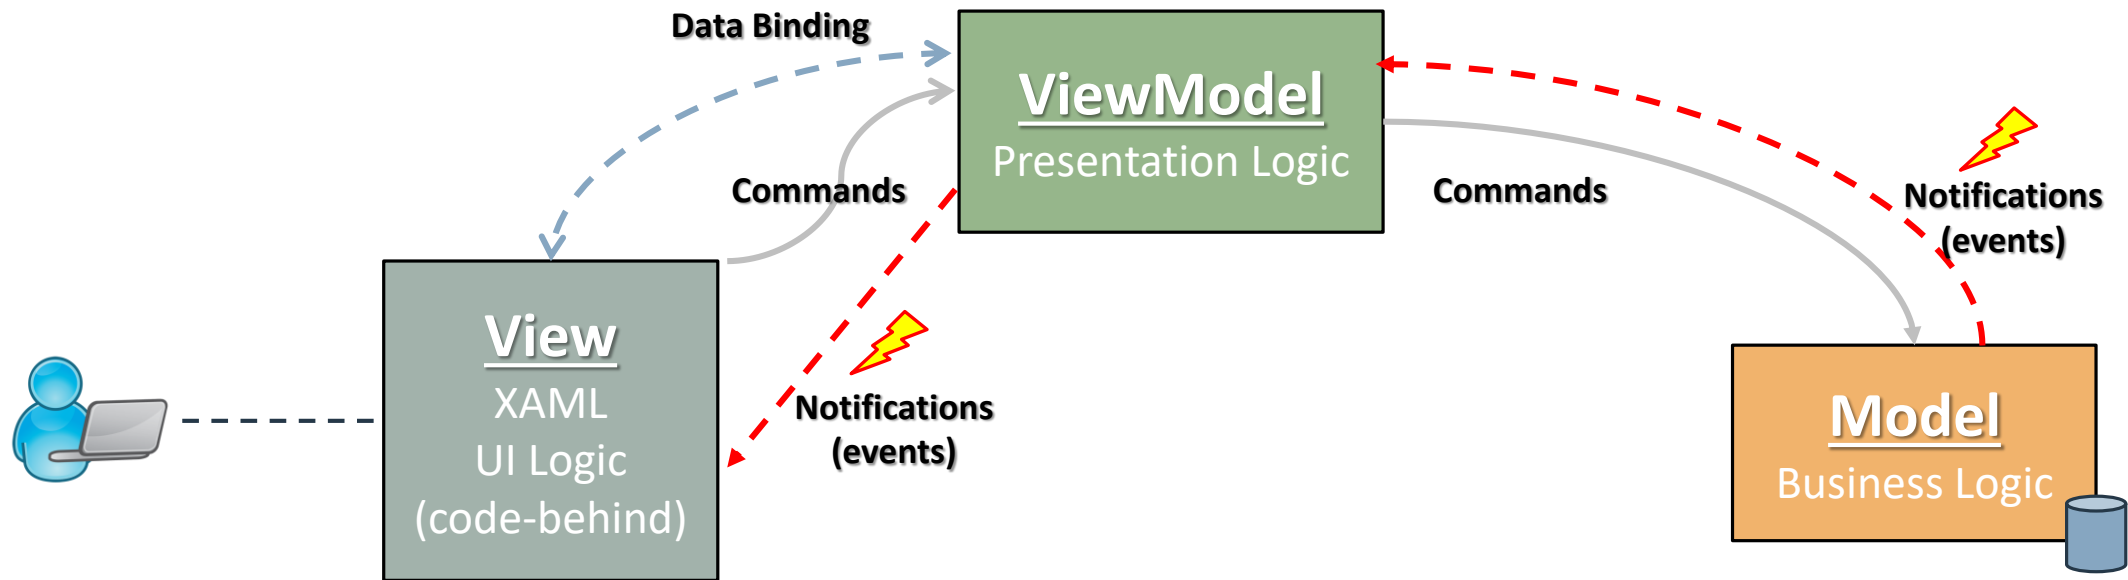 Data Binding
ViewModel
Presentation Logic
Commands
Commands
Notifications
(events)
View
XAML
UI Logic
(code-behind)
Notifications
(events)
Model
Business Logic